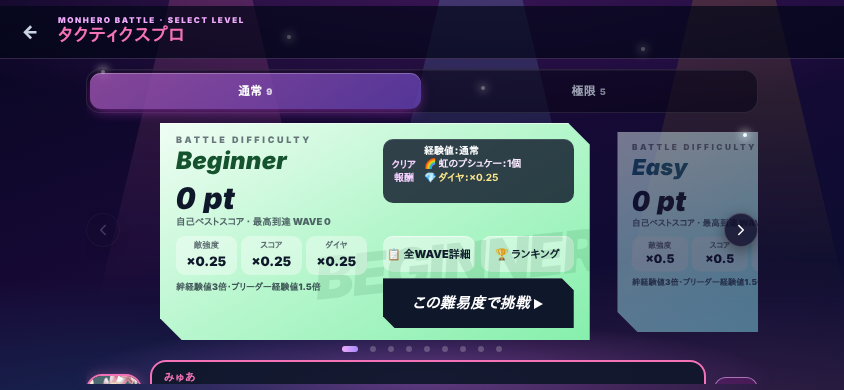 MONHERO BATTLE · SELECT LEVEL
タクティクスプロ
通常 9
極限 5
BATTLE DIFFICULTY
Beginner
0 pt
自己ベストスコア · 最高到達 WAVE 0
敵強度
×0.25
スコア
×0.25
ダイヤ
×0.25
絆経験値3倍·ブリーダー経験値1.5倍
クリア
報酬
経験値:通常
🌈 虹のプシュケー:1個
💎 ダイヤ:×0.25
BEGINNER
📋 全WAVE詳細
🏆 ランキング
この難易度で挑戦 ▶
BATTLE DIFFICULTY
Easy
0 pt
自己ベストスコア · 最高到達
敵強度
×0.5
スコア
×0.5
絆経験値3倍·ブリーダー経験値1.5
みゅあ